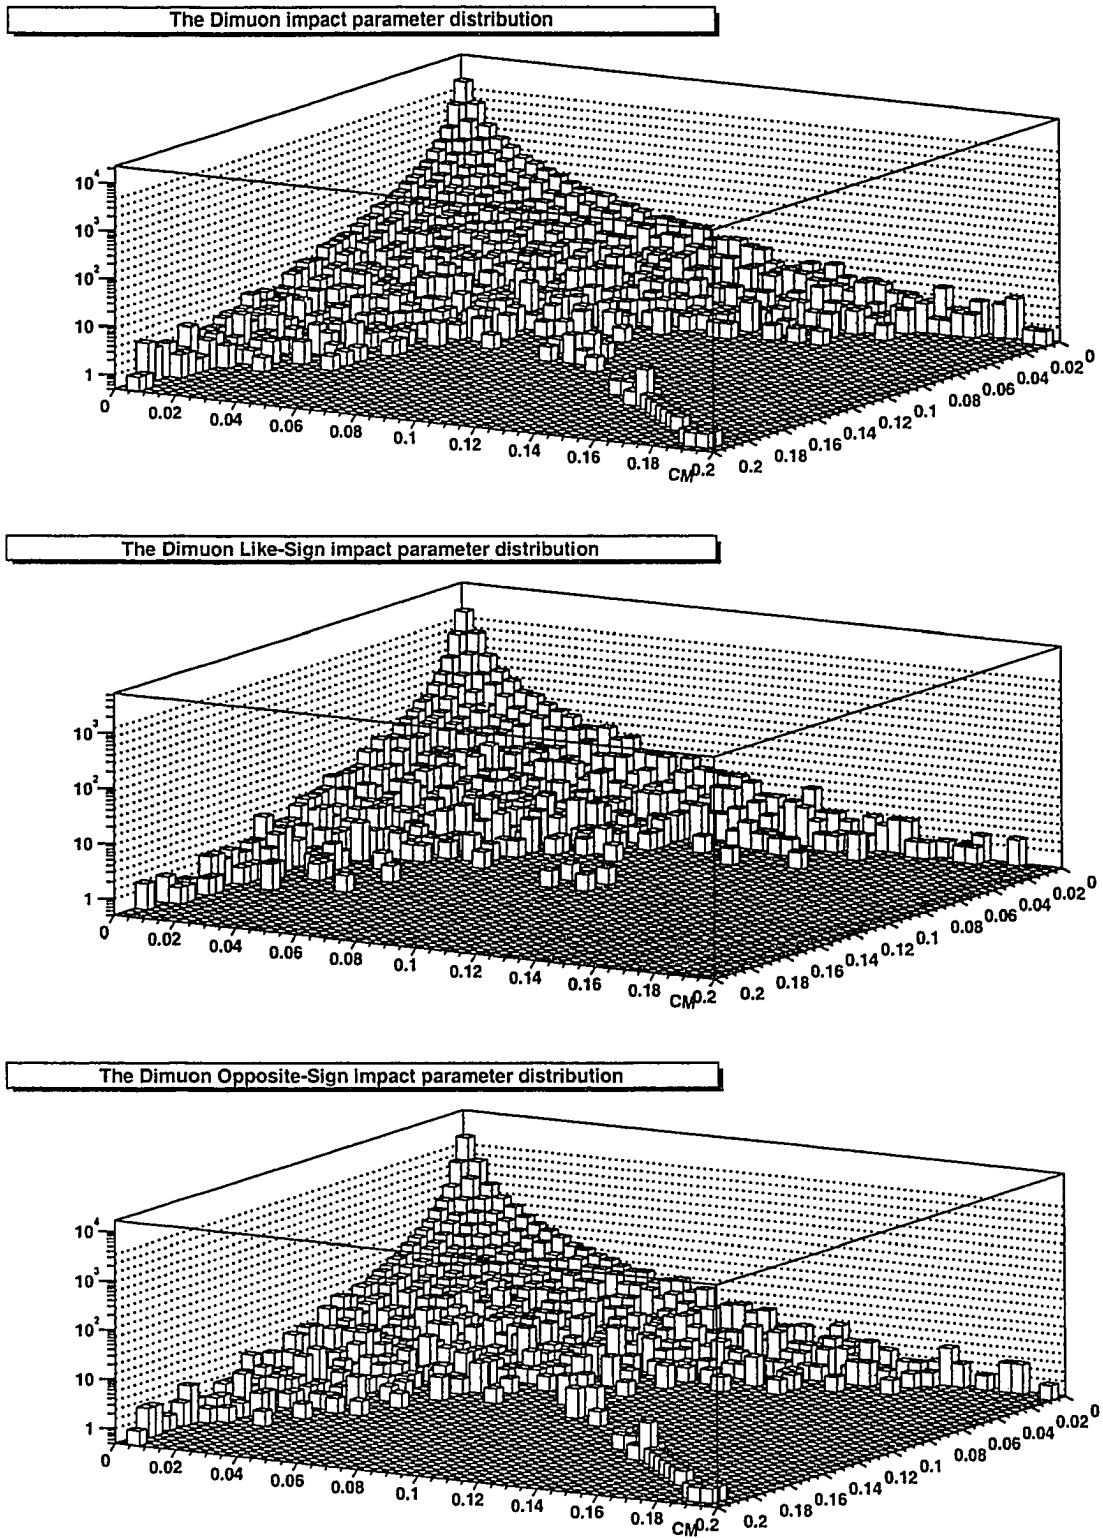 The Dimuon impact parameter distribution
10⁴
10³
10²
10
1
0 0.02 0.04 0.06 0.08 0.1 0.12 0.14 0.16 0.18 0.2
CM
0.2 0.18 0.16 0.14 0.12 0.1 0.08 0.06 0.04 0.02 0
The Dimuon Like-Sign impact parameter distribution
10³
10²
10
1
0 0.02 0.04 0.06 0.08 0.1 0.12 0.14 0.16 0.18 0.2
CM
0.2 0.18 0.16 0.14 0.12 0.1 0.08 0.06 0.04 0.02 0
The Dimuon Opposite-Sign impact parameter distribution
10⁴
10³
10²
10
1
0 0.02 0.04 0.06 0.08 0.1 0.12 0.14 0.16 0.18 0.2
CM
0.2 0.18 0.16 0.14 0.12 0.1 0.08 0.06 0.04 0.02 0